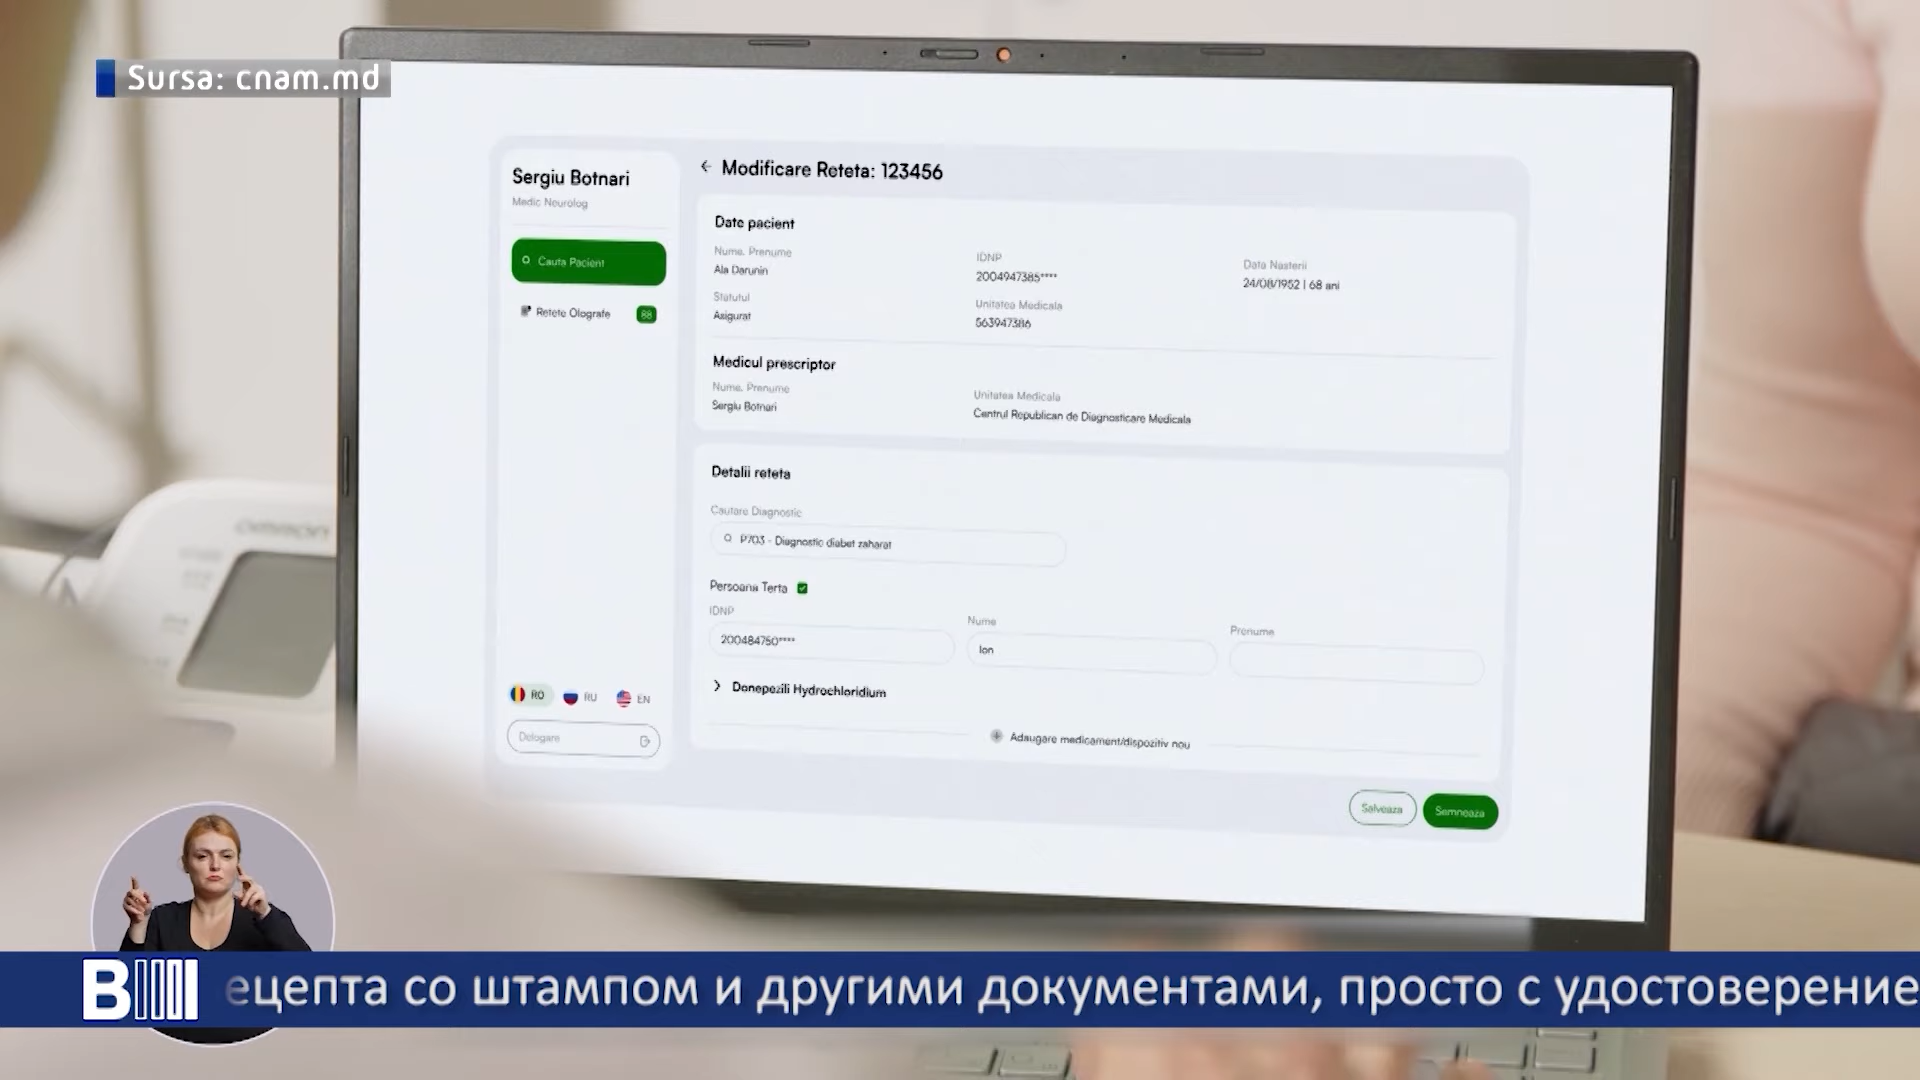 Sursa: cnam.md
Sergiu Botnari
Medic Neurolog
Cauta Pacient
Retete Olografe 88
RO RU EN
Delogare
← Modificare Reteta: 123456
Date pacient
Nume, Prenume
Ala Darunin
IDNP
2004947385****
Data Nasterii
24/08/1952 | 68 ani
Statutul
Asigurat
Unitatea Medicala
563947386
Medicul prescriptor
Nume, Prenume
Sergiu Botnari
Unitatea Medicala
Centrul Republican de Diagnosticare Medicala
Detalii reteta
Cautare Diagnostic
P703 - Diagnostic diabet zaharat
Persoana Terta
IDNP
200484750****
Nume
Ion
Prenume
Donepezili Hydrochloridium
Adaugare medicament/dispozitiv nou
Salveaza
Semneaza
omron
B
ецепта со штампом и другими документами, просто с удостоверение